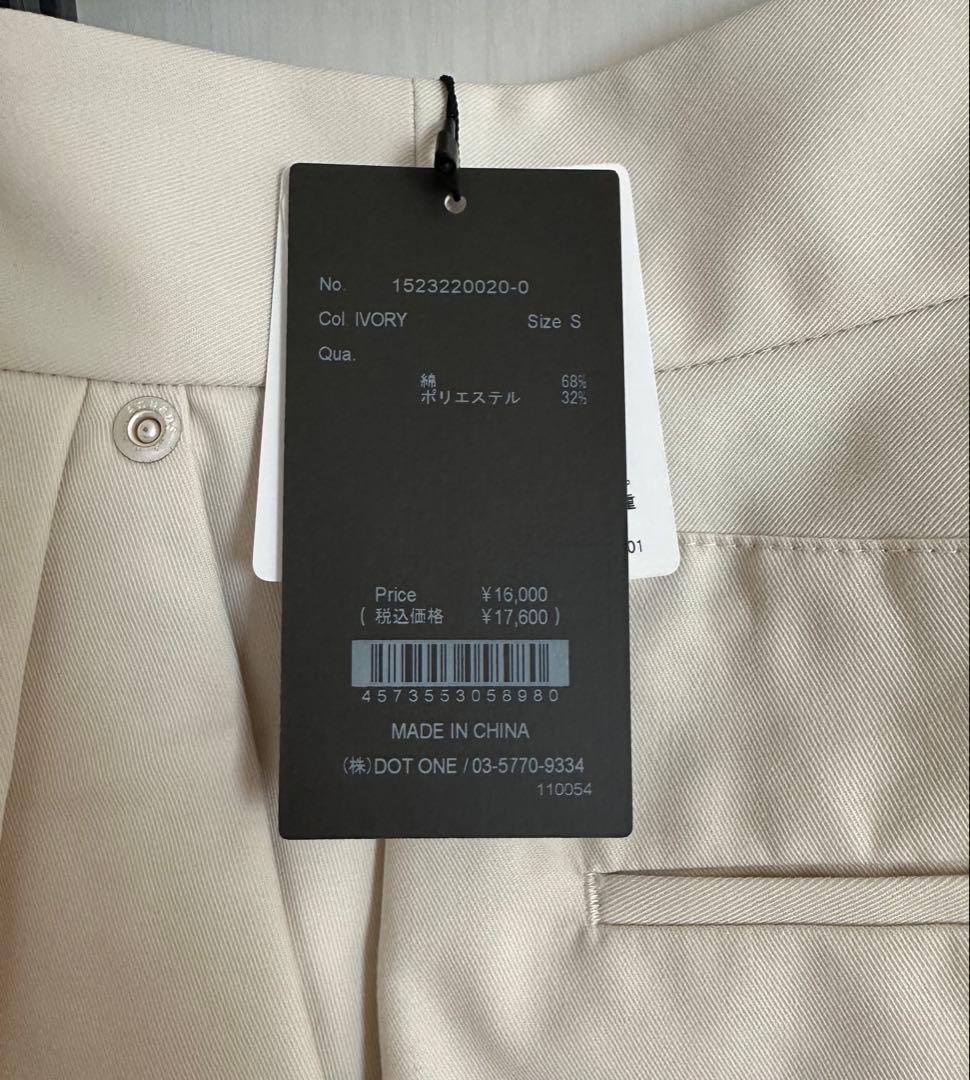 No. 1523220020-0
Col IVORY Size S
Qua.
綿 68%
ポリエステル 32%
01
Price ¥16,000
( 税込価格 ¥17,600 )
4573553058980
MADE IN CHINA
(株)DOT ONE / 03-5770-9334
110054